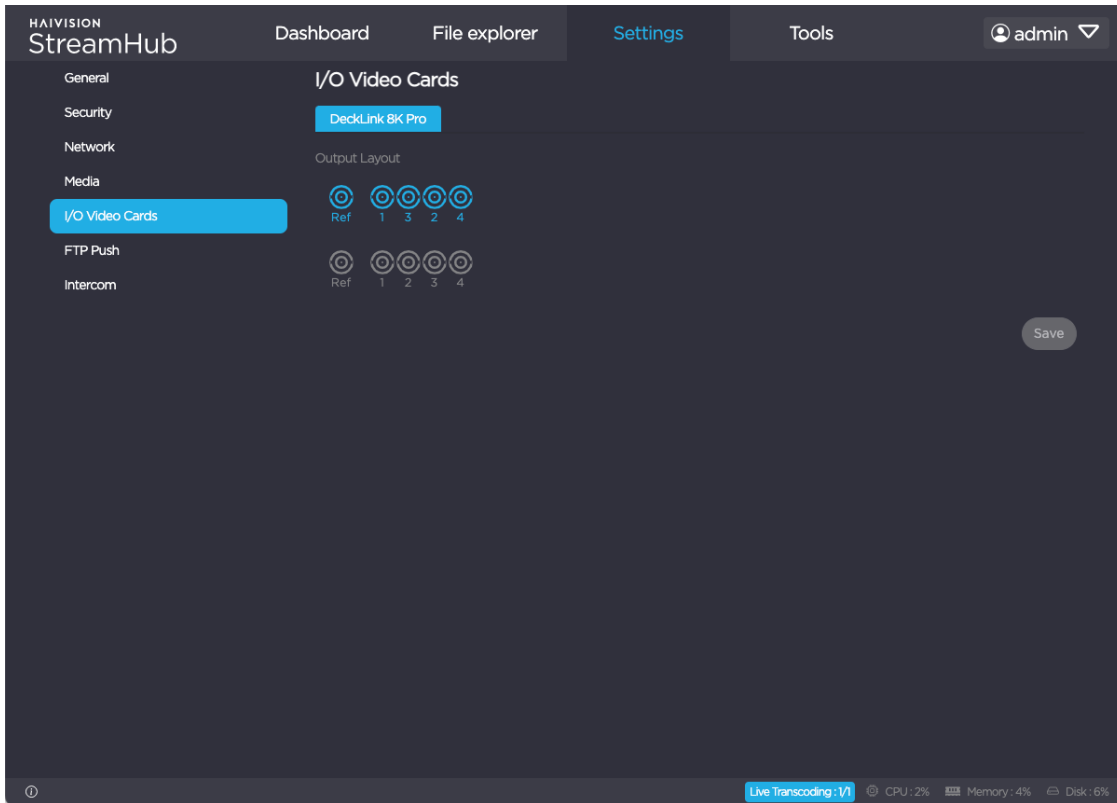 HAIVISION
StreamHub
Dashboard
File explorer
Settings
Tools
admin
General
Security
Network
Media
I/O Video Cards
FTP Push
Intercom
I/O Video Cards
DeckLink 8K Pro
Output Layout
Ref 1 3 2 4
Ref 1 2 3 4
Save
Live Transcoding : 1/1
CPU : 2%
Memory : 4%
Disk : 6%